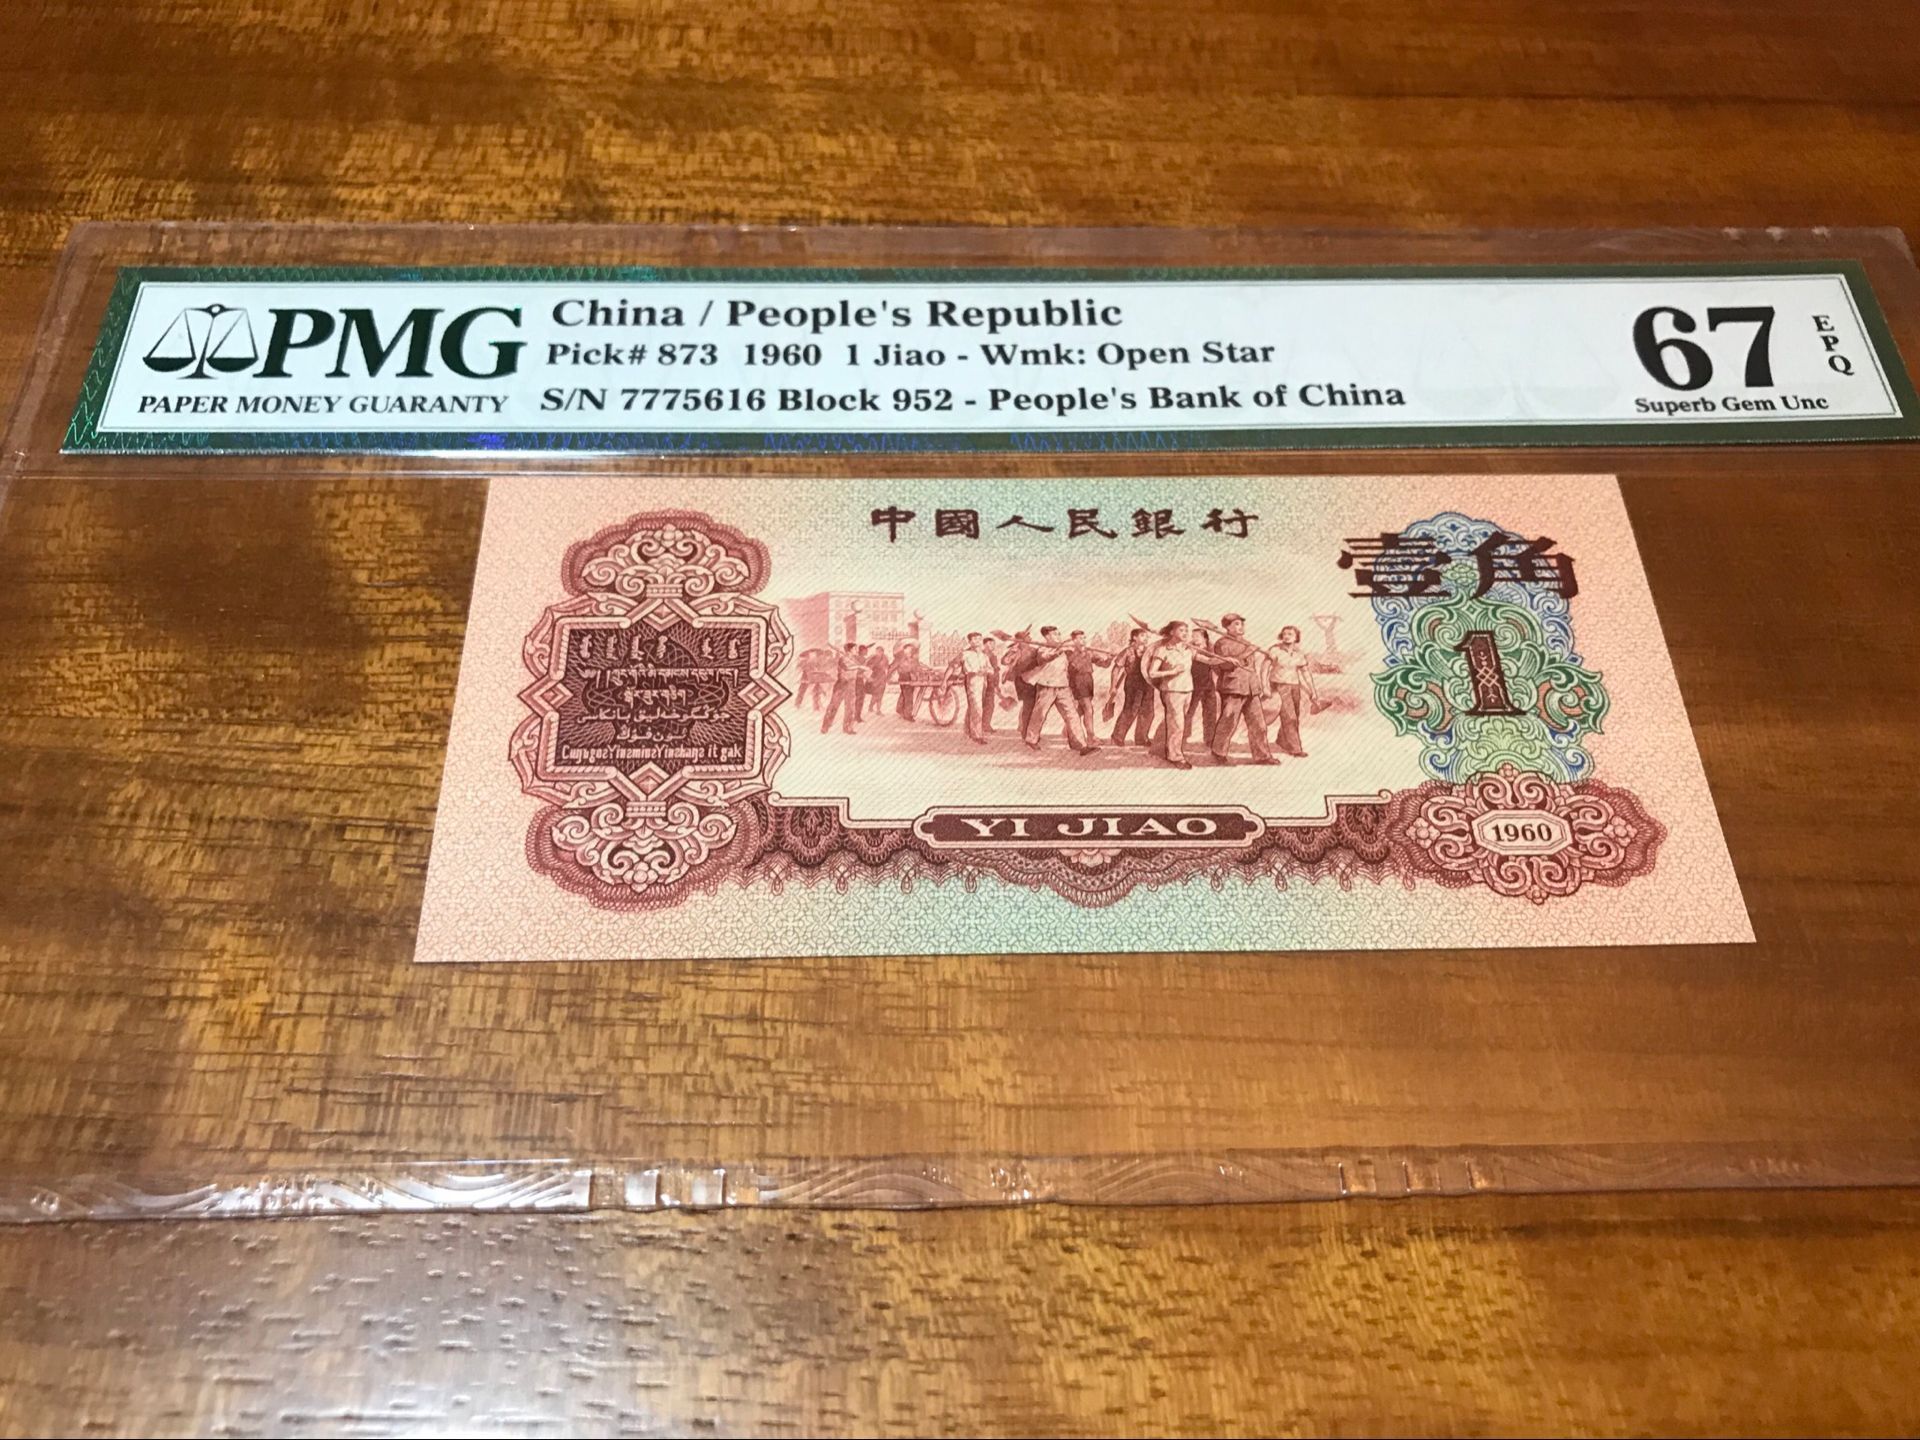 PMG
PAPER MONEY GUARANTY
China / People's Republic
Pick# 873 1960 1 Jiao - Wmk: Open Star
S/N 7775616 Block 952 - People's Bank of China
67
EPQ
Superb Gem Unc
中國人民銀行
壹角
1
YI JIAO
1960